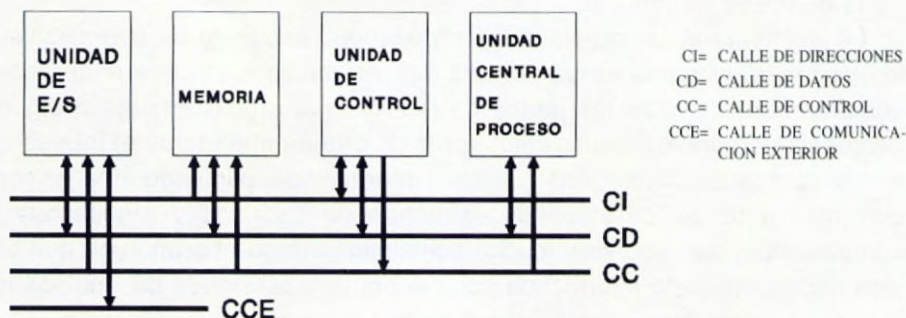 UNIDAD
DE
E/S
MEMORIA
UNIDAD
DE
CONTROL
UNIDAD
CENTRAL
DE
PROCESO
CI= CALLE DE DIRECCIONES
CD= CALLE DE DATOS
CC= CALLE DE CONTROL
CCE= CALLE DE COMUNICA-
CION EXTERIOR
CI
CD
CC
CCE